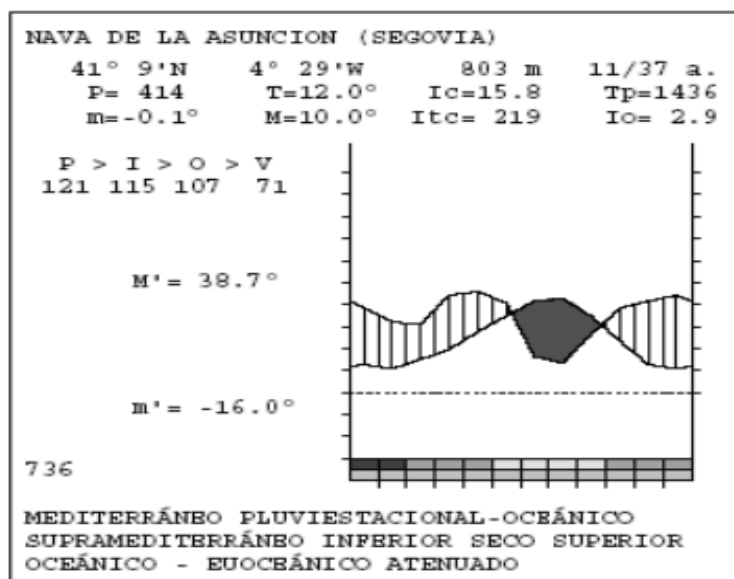 NAVA DE LA ASUNCION (SEGOVIA)
41° 9'N 4° 29'W 803 m 11/37 a.
P= 414 T=12.0° Ic=15.8 Tp=1436
m=-0.1° M=10.0° Itc= 219 Io= 2.9
P > I > O > V
121 115 107 71
M'= 38.7°
m'= -16.0°
736
MEDITERRÁNEO PLUVIESTACIONAL-OCEÁNICO
SUPRAMEDITERRÁNEO INFERIOR SECO SUPERIOR
OCEÁNICO - EUOCEÁNICO ATENUADO